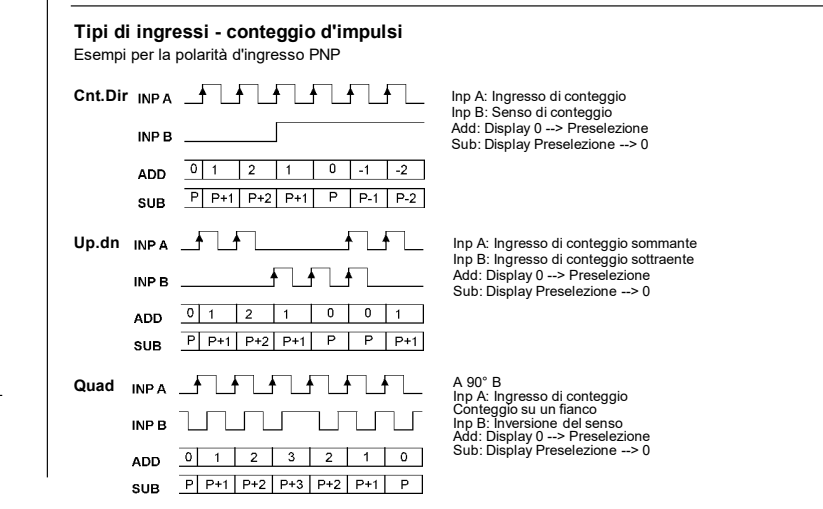 Tipi di ingressi - conteggio d'impulsi
Esempi per la polarità d'ingresso PNP
Cnt.Dir INP A
INP B
ADD 0 1 2 1 0 -1 -2
SUB P P+1 P+2 P+1 P P-1 P-2
Inp A: Ingresso di conteggio
Inp B: Senso di conteggio
Add: Display 0 --> Preselezione
Sub: Display Preselezione --> 0
Up.dn INP A
INP B
ADD 0 1 2 1 0 0 1
SUB P P+1 P+2 P+1 P P P+1
Inp A: Ingresso di conteggio sommante
Inp B: Ingresso di conteggio sottraente
Add: Display 0 --> Preselezione
Sub: Display Preselezione --> 0
Quad INP A
INP B
ADD 0 1 2 3 2 1 0
SUB P P+1 P+2 P+3 P+2 P+1 P
A 90° B
Inp A: Ingresso di conteggio
Conteggio su un fianco
Inp B: Inversione del senso
Add: Display 0 --> Preselezione
Sub: Display Preselezione --> 0